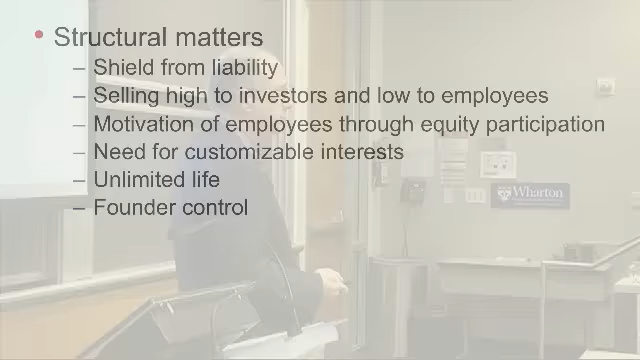 • Structural matters
– Shield from liability
– Selling high to investors and low to employees
– Motivation of employees through equity participation
– Need for customizable interests
– Unlimited life
– Founder control
Wharton